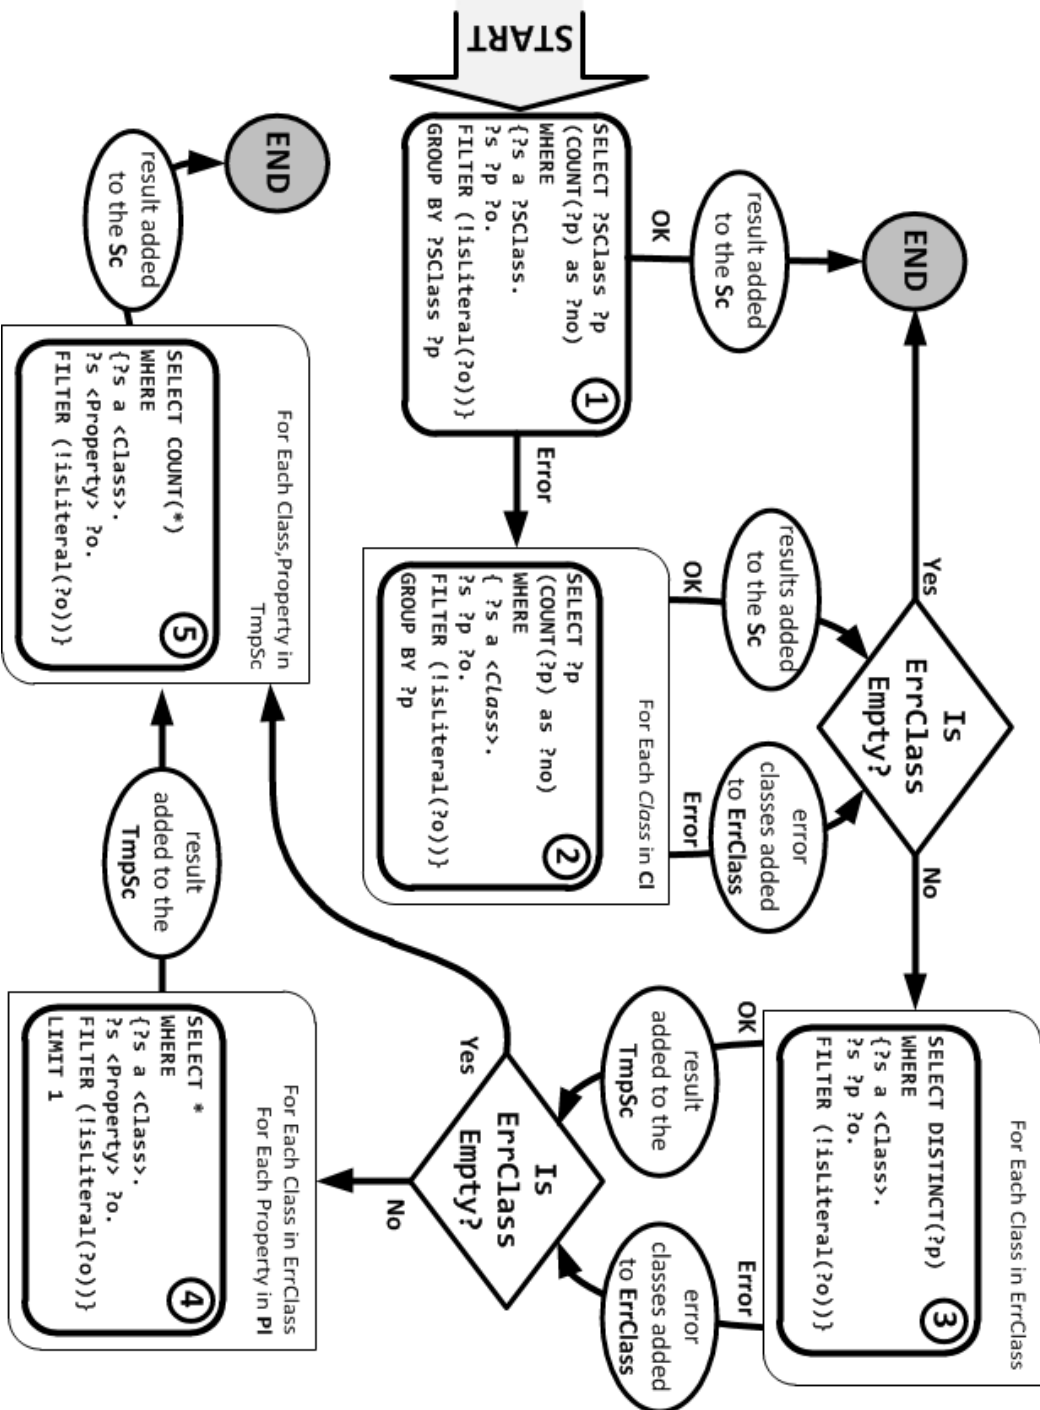 START
SELECT ?SClass ?p
(COUNT(?p) as ?no)
WHERE
{?s a ?SClass.
?s ?p ?o.
FILTER (!isLiteral(?o))}
GROUP BY ?SClass ?p
1
OK
result added
to the Sc
END
Error
For Each Class in CI
SELECT ?p
(COUNT(?p) as ?no)
WHERE
{ ?s a <Class>.
?s ?p ?o.
FILTER (!isLiteral(?o))}
GROUP BY ?p
2
OK
results added
to the Sc
Error
error
classes added
to ErrClass
Is
ErrClass
Empty?
Yes
No
For Each Class in ErrClass
SELECT DISTINCT(?p)
WHERE
{?s a <Class>.
?s ?p ?o.
FILTER (!isLiteral(?o))}
3
OK
result
added to the
TmpSc
Error
error
classes added
to ErrClass
Is
ErrClass
Empty?
Yes
No
For Each Class in ErrClass
For Each Property in PI
SELECT *
WHERE
{?s a <Class>.
?s <Property> ?o.
FILTER (!isLiteral(?o))}
LIMIT 1
4
result
added to the
TmpSc
For Each Class,Property in
TmpSc
SELECT COUNT(*)
WHERE
{?s a <Class>.
?s <Property> ?o.
FILTER (!isLiteral(?o))}
5
result added
to the Sc
END